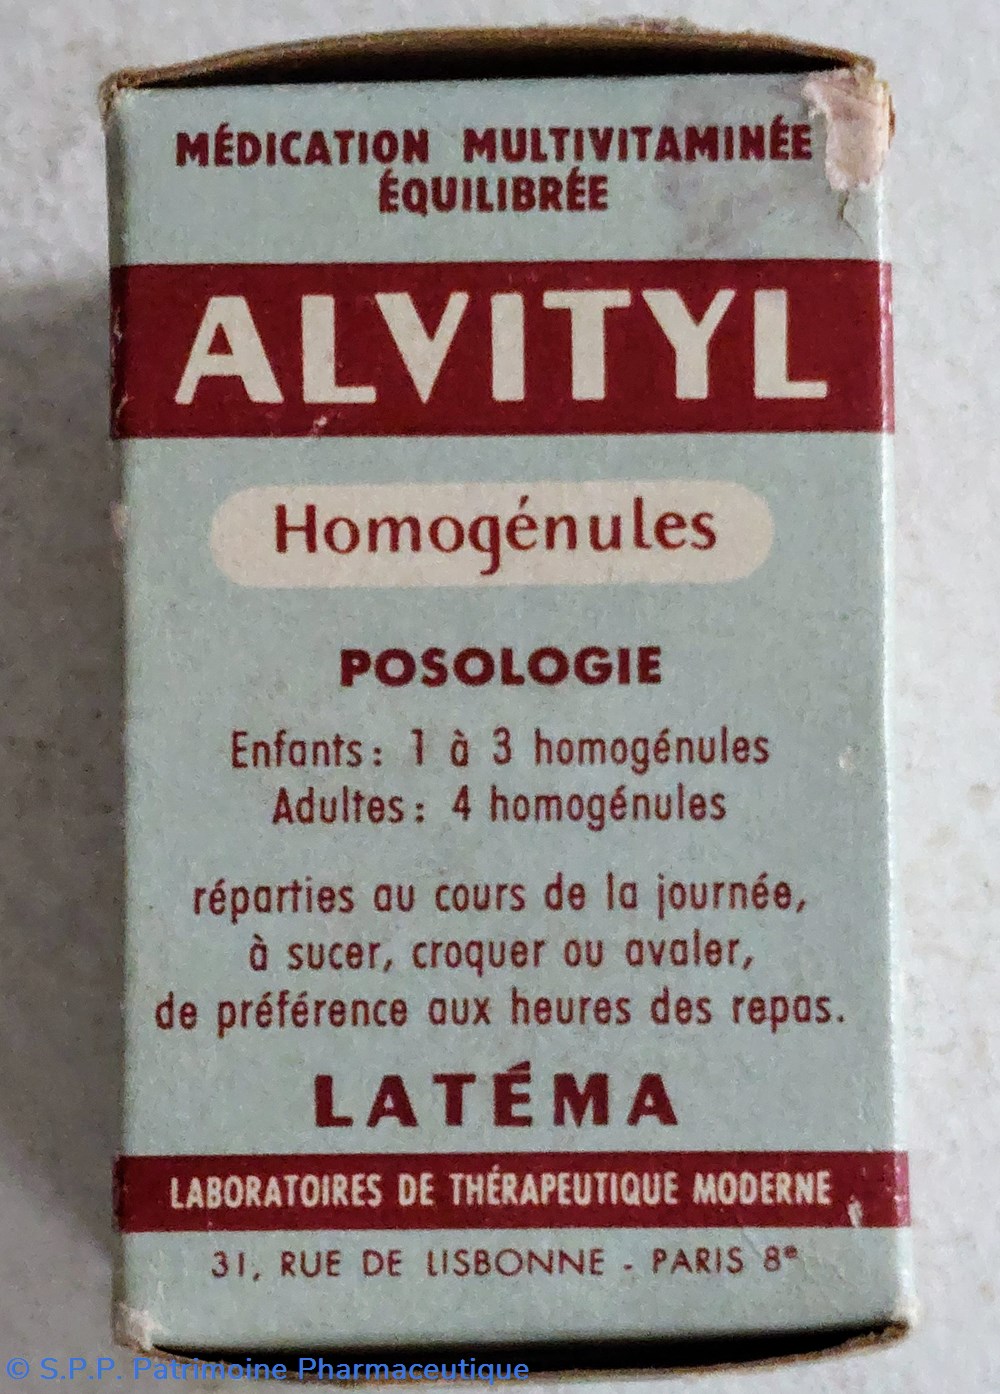 MÉDICATION MULTIVITAMINÉE
ÉQUILIBRÉE
ALVITYL
Homogénules
POSOLOGIE
Enfants : 1 à 3 homogénules
Adultes : 4 homogénules
réparties au cours de la journée,
à sucer, croquer ou avaler,
de préférence aux heures des repas.
LATÉMA
LABORATOIRES DE THÉRAPEUTIQUE MODERNE
31, RUE DE LISBONNE - PARIS 8e
© S.P.P. Patrimoine Pharmaceutique